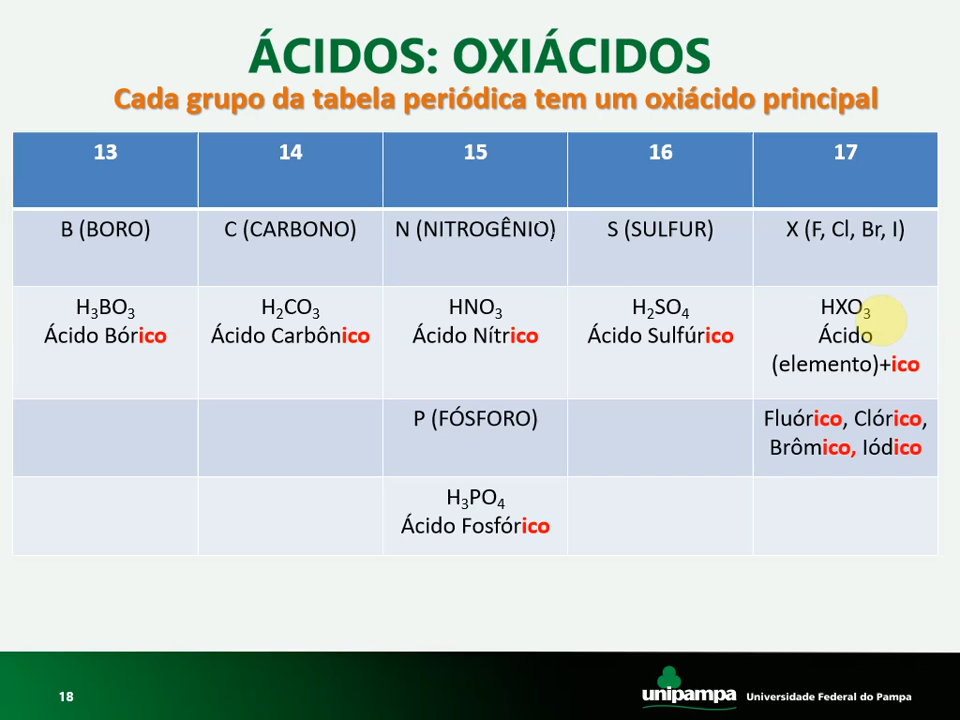 ÁCIDOS: OXIÁCIDOS
Cada grupo da tabela periódica tem um oxiácido principal
13 14 15 16 17
B (BORO) C (CARBONO) N (NITROGÊNIO) S (SULFUR) X (F, Cl, Br, I)
H₃BO₃ H₂CO₃ HNO₃ H₂SO₄ HXO₃
Ácido Bórico Ácido Carbônico Ácido Nítrico Ácido Sulfúrico Ácido
(elemento)+ico
P (FÓSFORO) Fluórico, Clórico,
Brômico, Iódico
H₃PO₄
Ácido Fosfórico
18
unipampa Universidade Federal do Pampa